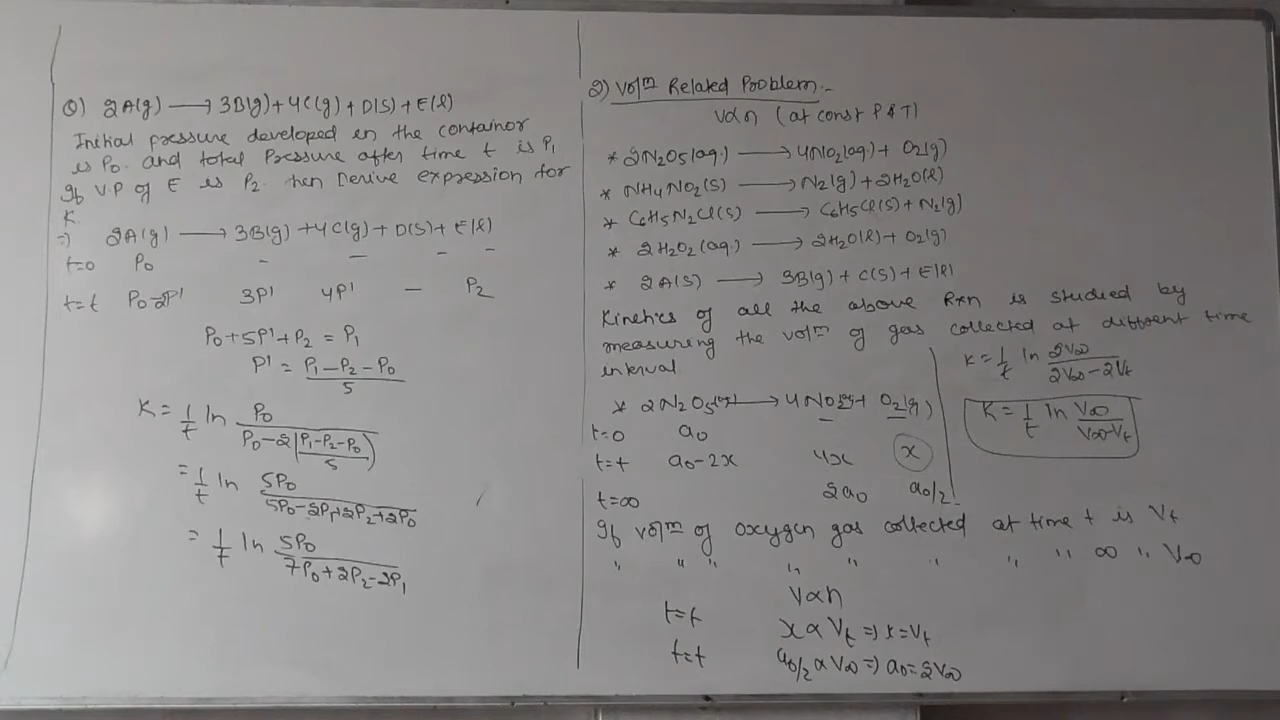 Q) 2A(g) → 3B(g) + 4C(g) + D(S) + E(l)
Initial pressure developed in the container
is P₀. and total Pressure after time t is P₁
If V.P of E is P₂. then Derive expression for
K.
=) 2A(g) → 3B(g) + 4C(g) + D(S) + E(l)
t=0 P₀ - - - -
t=t P₀-2P' 3P' 4P' - P₂
P₀+5P'+P₂ = P₁
P' = (P₁-P₂-P₀)/5
K = 1/t ln P₀/(P₀-2(P₁-P₂-P₀)/5)
= 1/t ln 5P₀/(5P₀-2P₁+2P₂+2P₀)
= 1/t ln 5P₀/(7P₀+2P₂-2P₁)
2) Volᵐ Related Problem:-
V∝n (at const P & T)
* 2N₂O₅(aq.) → 4NO₂(aq) + O₂(g)
* NH₄NO₂(S) → N₂(g) + 2H₂O(l)
* C₆H₅N₂Cl(S) → C₆H₅Cl(S) + N₂(g)
* 2H₂O₂(aq.) → 2H₂O(l) + O₂(g)
* 2A(S) → 3B(g) + C(S) + E(l)
Kinetics of all the above Rxn is studied by
measuring the volᵐ of gas collected at different time
interval
* 2N₂O₅(aq) → 4NO₂(aq) + O₂(g)
t=0 a₀
t=t a₀-2x 4x x
t=∞ 2a₀ a₀/2
K = 1/t ln 2V∞/(2V∞-2Vt)
K = 1/t ln V∞/(V∞-Vt)
If volᵐ of oxygen gas collected at time t is Vt
" " " " " " " " ∞ " V∞
V∝n
t=t x∝Vt => x=Vt
t=t a₀/2 ∝ V∞ => a₀=2V∞